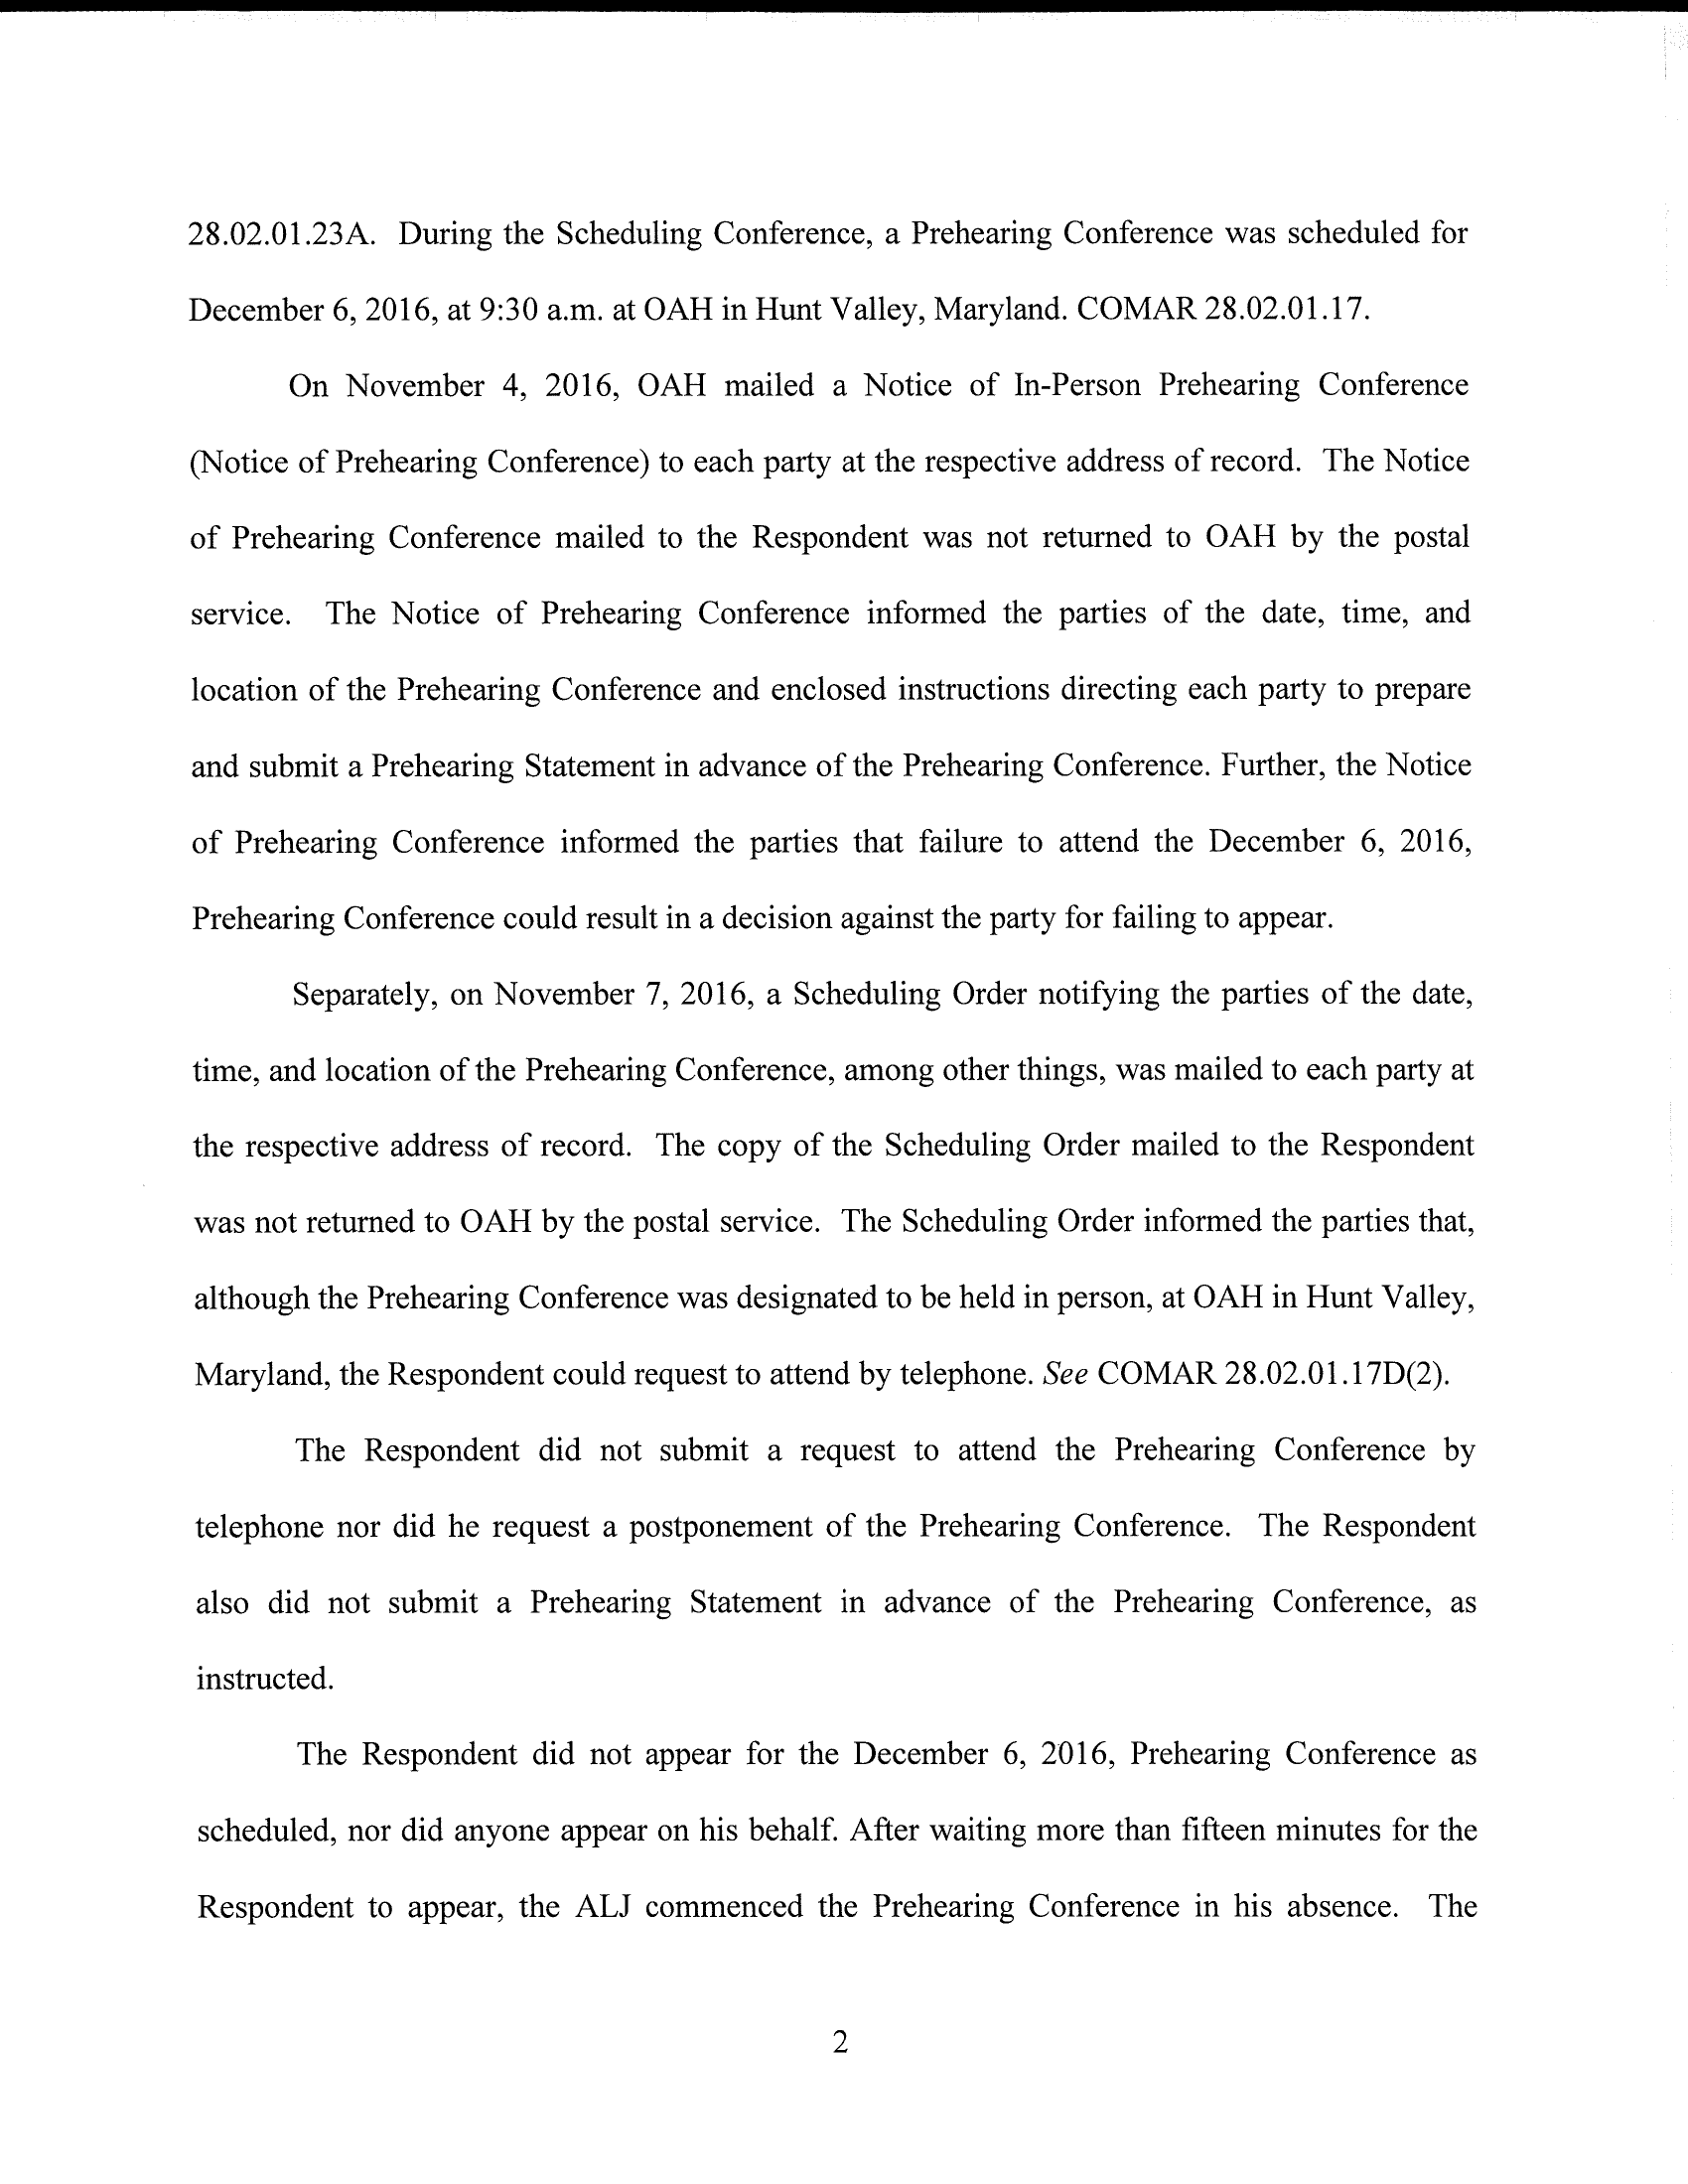 28.02.01.23A. During the Scheduling Conference, a Prehearing Conference was scheduled for
December 6, 2016, at 9:30 a.m. at OAH in Hunt Valley, Maryland. COMAR 28.02.01.17.
On November 4, 2016, OAH mailed a Notice of In-Person Prehearing Conference
(Notice of Prehearing Conference) to each party at the respective address of record. The Notice
of Prehearing Conference mailed to the Respondent was not returned to OAH by the postal
service. The Notice of Prehearing Conference informed the parties of the date, time, and
location of the Prehearing Conference and enclosed instructions directing each party to prepare
and submit a Prehearing Statement in advance of the Prehearing Conference. Further, the Notice
of Prehearing Conference informed the parties that failure to attend the December 6, 2016,
Prehearing Conference could result in a decision against the party for failing to appear.
Separately, on November 7, 2016, a Scheduling Order notifying the parties of the date,
time, and location of the Prehearing Conference, among other things, was mailed to each party at
the respective address of record. The copy of the Scheduling Order mailed to the Respondent
was not returned to OAH by the postal service. The Scheduling Order informed the parties that,
although the Prehearing Conference was designated to be held in person, at OAH in Hunt Valley,
Maryland, the Respondent could request to attend by telephone. See COMAR 28.02.01.17D(2).
The Respondent did not submit a request to attend the Prehearing Conference by
telephone nor did he request a postponement of the Prehearing Conference. The Respondent
also did not submit a Prehearing Statement in advance of the Prehearing Conference, as
instructed.
The Respondent did not appear for the December 6, 2016, Prehearing Conference as
scheduled, nor did anyone appear on his behalf. After waiting more than fifteen minutes for the
Respondent to appear, the ALJ commenced the Prehearing Conference in his absence. The
2